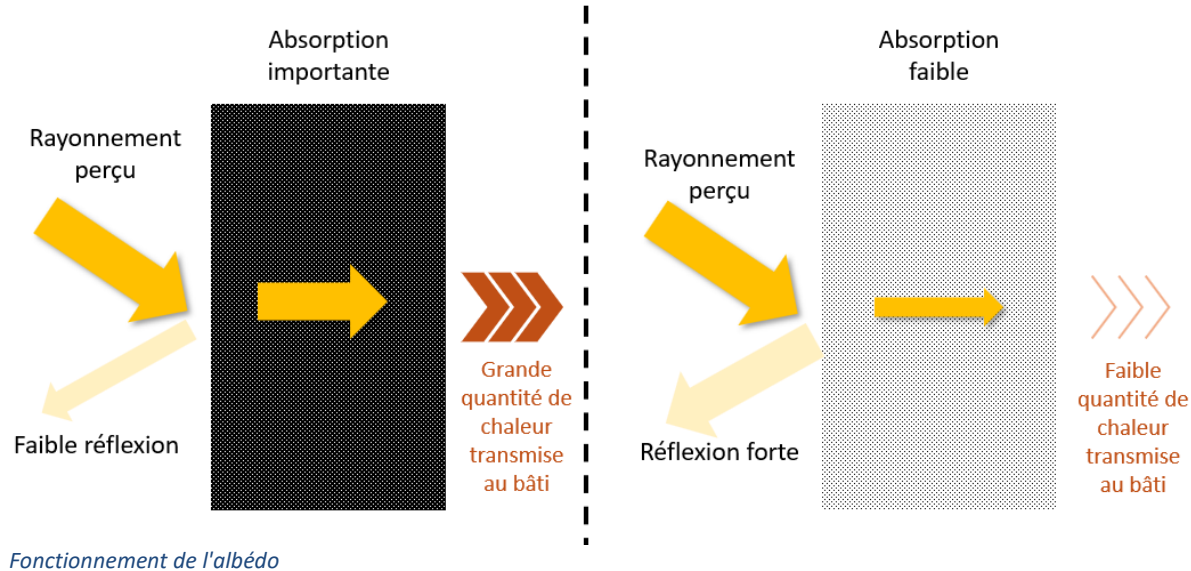 Absorption
importante
Rayonnement
perçu
Faible réflexion
Grande
quantité de
chaleur
transmise
au bâti
Absorption
faible
Rayonnement
perçu
Réflexion forte
Faible
quantité de
chaleur
transmise
au bâti
Fonctionnement de l'albédo